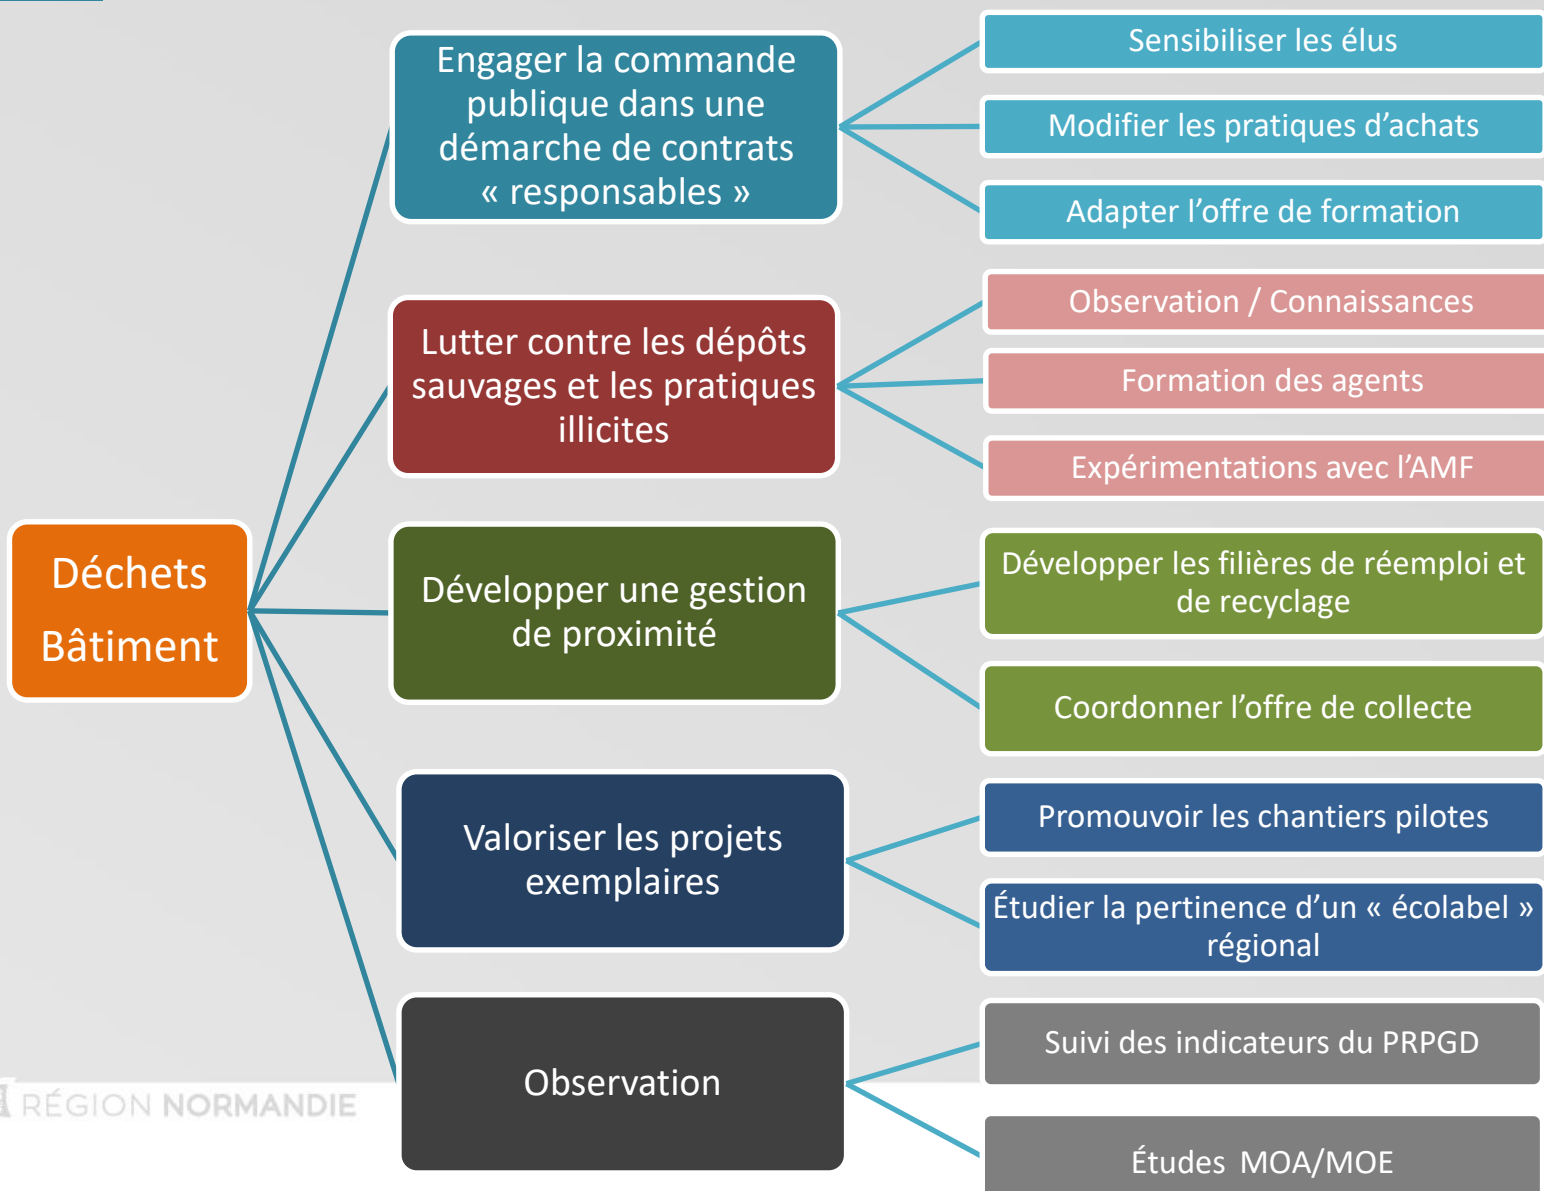 Déchets
Bâtiment
Engager la commande
publique dans une
démarche de contrats
« responsables »
Sensibiliser les élus
Modifier les pratiques d’achats
Adapter l’offre de formation
Lutter contre les dépôts
sauvages et les pratiques
illicites
Observation / Connaissances
Formation des agents
Expérimentations avec l’AMF
Développer une gestion
de proximité
Développer les filières de réemploi et
de recyclage
Coordonner l’offre de collecte
Valoriser les projets
exemplaires
Promouvoir les chantiers pilotes
Étudier la pertinence d’un « écolabel »
régional
Observation
Suivi des indicateurs du PRPGD
Études MOA/MOE
RÉGION NORMANDIE